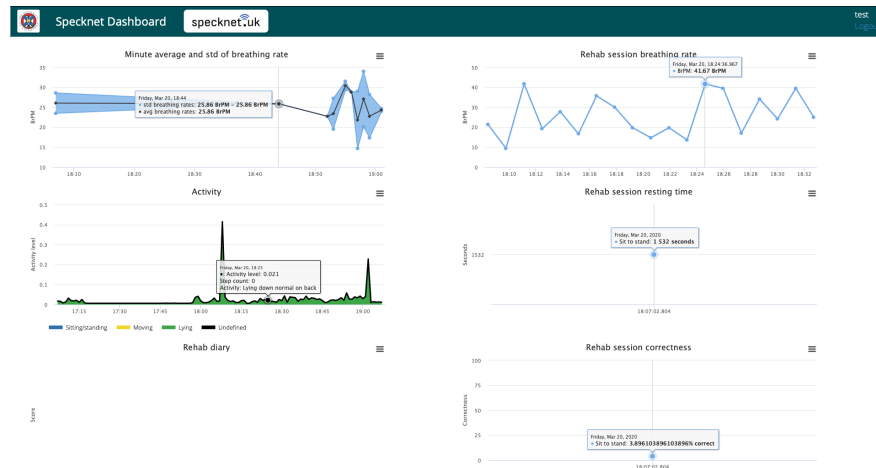 Specknet Dashboard
specknet.uk
test
Logou
Minute average and std of breathing rate
35
30
25
20
15
10
BrPM
Friday, Mar 20, 18:44
std breathing rates: 25.86 BrPM - 25.86 BrPM
avg breathing rates: 25.86 BrPM
18:10 18:20 18:30 18:40 18:50 19:00
Rehab session breathing rate
50
40
30
20
10
0
BrPM
Friday, Mar 20, 18:24:36.967
BrPM: 41.67 BrPM
18:10 18:12 18:14 18:16 18:18 18:20 18:22 18:24 18:26 18:28 18:30 18:32
Activity
0.5
0.4
0.3
0.2
0.1
0
Activity level
Friday, Mar 20, 18:25
Activity level: 0.021
Step count: 0
Activity: Lying down normal on back
17:15 17:30 17:45 18:00 18:15 18:30 18:45 19:00
Sitting/standing Moving Lying Undefined
Rehab session resting time
1532
Seconds
Friday, Mar 20, 2020
Sit to stand: 1 532 seconds
18:07:02.804
Rehab diary
Score
Rehab session correctness
100
75
50
25
0
Correctness
Friday, Mar 20, 2020
Sit to stand: 3.896103896103896% correct
18:07:02.804